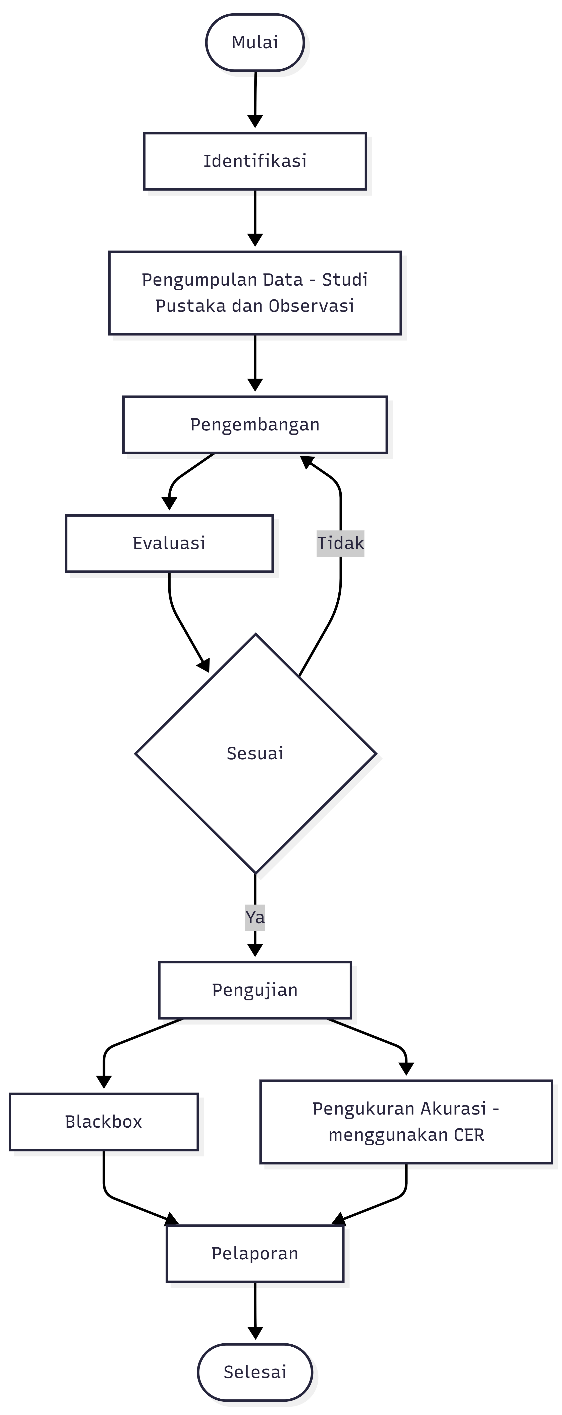 Mulai
Identifikasi
Pengumpulan Data - Studi
Pustaka dan Observasi
Pengembangan
Evaluasi
Tidak
Sesuai
Ya
Pengujian
Blackbox
Pengukuran Akurasi -
menggunakan CER
Pelaporan
Selesai